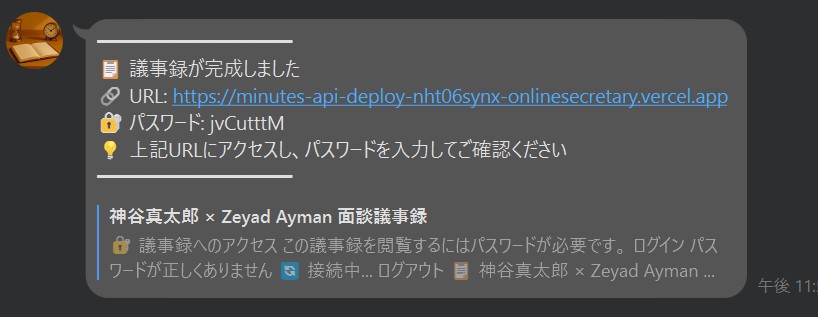 議事録が完成しました
URL: https://minutes-api-deploy-nht06synx-onlinesecretary.vercel.app
パスワード: jvCutttM
上記URLにアクセスし、パスワードを入力してご確認ください
神谷真太郎 × Zeyad Ayman 面談議事録
議事録へのアクセス この議事録を閲覧するにはパスワードが必要です。 ログイン パス
ワードが正しくありません 接続中... ログアウト 神谷真太郎 × Zeyad Ayman ...
午後 11: